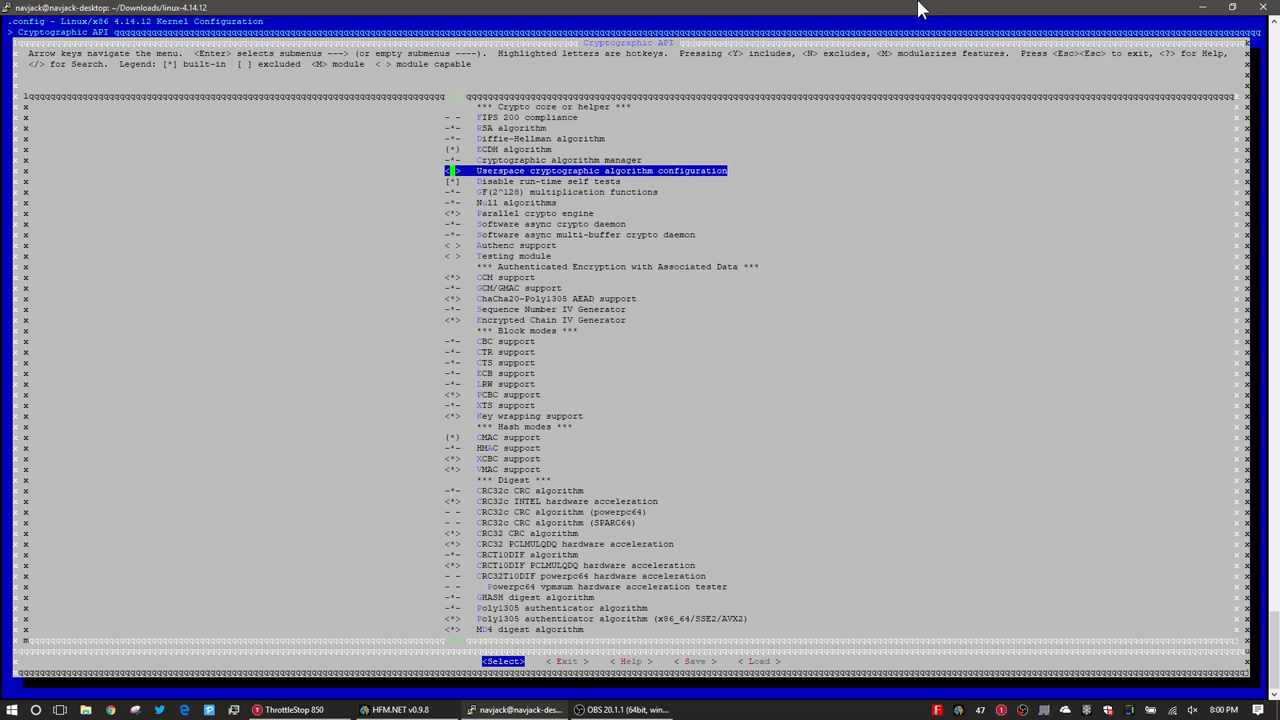 navjack@navjack-desktop: ~/Downloads/linux-4.14.12
.config - Linux/x86 4.14.12 Kernel Configuration
> Cryptographic API
Cryptographic API
Arrow keys navigate the menu. <Enter> selects submenus ---> (or empty submenus ----). Highlighted letters are hotkeys. Pressing <Y> includes, <N> excludes, <M> modularizes features. Press <Esc><Esc> to exit, <?> for Help,
</> for Search. Legend: [*] built-in [ ] excluded <M> module < > module capable
*** Crypto core or helper ***
- - FIPS 200 compliance
-*- RSA algorithm
-*- Diffie-Hellman algorithm
{*} ECDH algorithm
-*- Cryptographic algorithm manager
< > Userspace cryptographic algorithm configuration
[*] Disable run-time self tests
-*- GF(2^128) multiplication functions
-*- Null algorithms
<*> Parallel crypto engine
-*- Software async crypto daemon
-*- Software async multi-buffer crypto daemon
< > Authenc support
< > Testing module
*** Authenticated Encryption with Associated Data ***
<*> CCM support
-*- GCM/GMAC support
<*> ChaCha20-Poly1305 AEAD support
-*- Sequence Number IV Generator
<*> Encrypted Chain IV Generator
*** Block modes ***
-*- CBC support
-*- CTR support
-*- CTS support
-*- ECB support
-*- LRW support
<*> PCBC support
-*- XTS support
<*> Key wrapping support
*** Hash modes ***
{*} CMAC support
-*- HMAC support
<*> XCBC support
<*> VMAC support
*** Digest ***
-*- CRC32c CRC algorithm
<*> CRC32c INTEL hardware acceleration
- - CRC32c CRC algorithm (powerpc64)
- - CRC32c CRC algorithm (SPARC64)
<*> CRC32 CRC algorithm
<*> CRC32 PCLMULQDQ hardware acceleration
-*- CRCT10DIF algorithm
<*> CRCT10DIF PCLMULQDQ hardware acceleration
- - CRC32T10DIF powerpc64 hardware acceleration
- - Powerpc64 vpmsum hardware acceleration tester
-*- GHASH digest algorithm
-*- Poly1305 authenticator algorithm
<*> Poly1305 authenticator algorithm (x86_64/SSE2/AVX2)
<*> MD4 digest algorithm
<Select> < Exit > < Help > < Save > < Load >
ThrottleStop 850 HFM.NET v0.9.8 navjack@navjack-des... OBS 20.1.1 (64bit, win... 47 8:00 PM